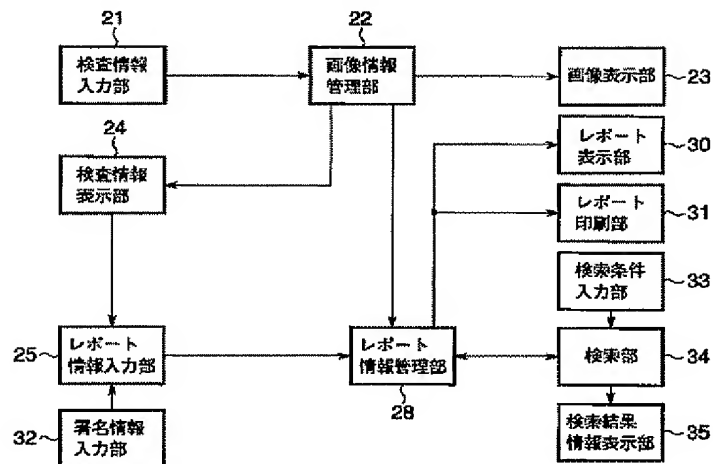 21
検査情報
入力部
22
画像情報
管理部
画像表示部
23
24
検査情報
表示部
レポート
表示部
30
レポート
印刷部
31
検索条件
入力部
33
25
レポート
情報入力部
レポート
情報管理部
28
検索部
34
32
署名情報
入力部
検索結果
情報表示部
35